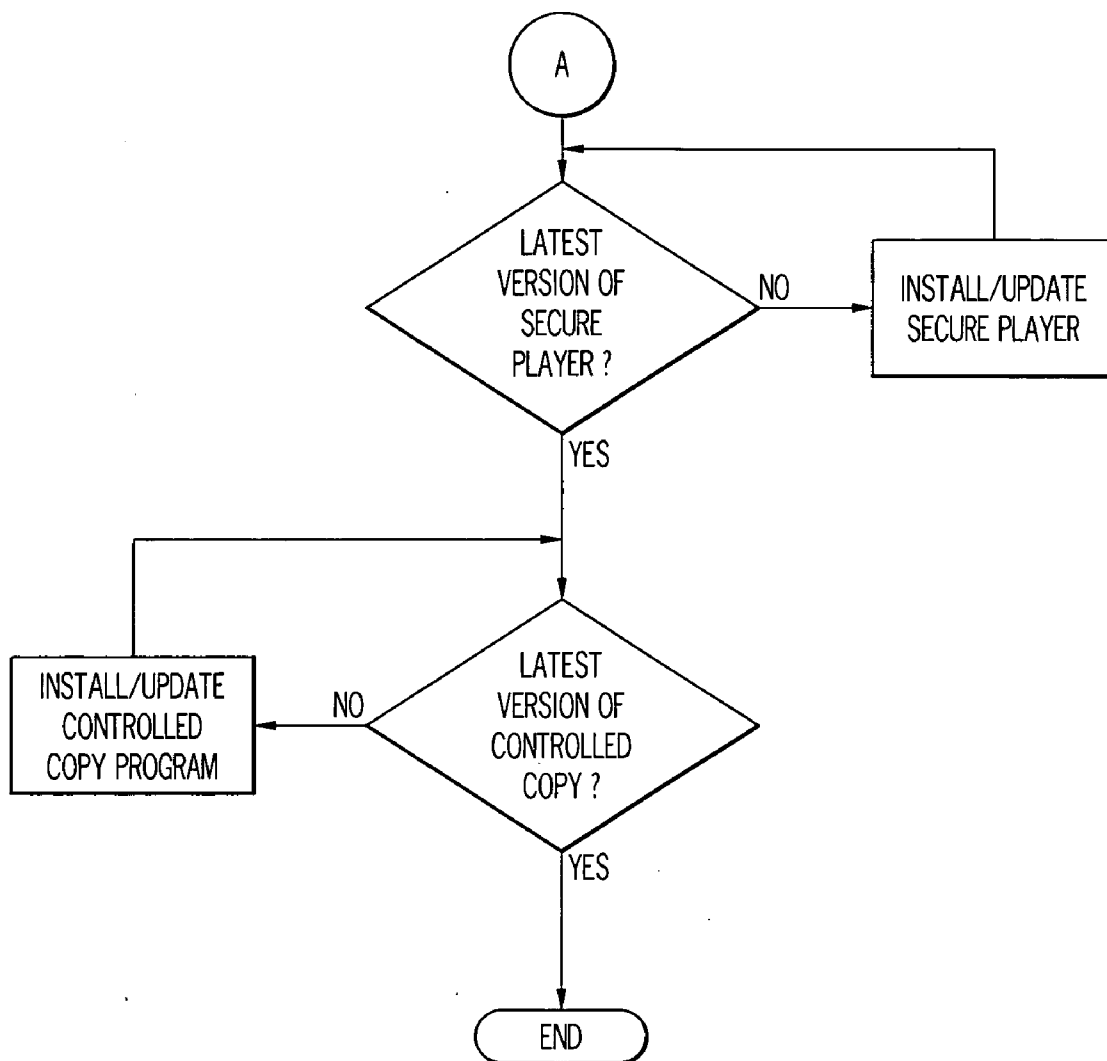 A
LATEST
VERSION OF
SECURE
PLAYER ?
NO
INSTALL/UPDATE
SECURE PLAYER
YES
INSTALL/UPDATE
CONTROLLED
COPY PROGRAM
NO
LATEST
VERSION OF
CONTROLLED
COPY ?
YES
END